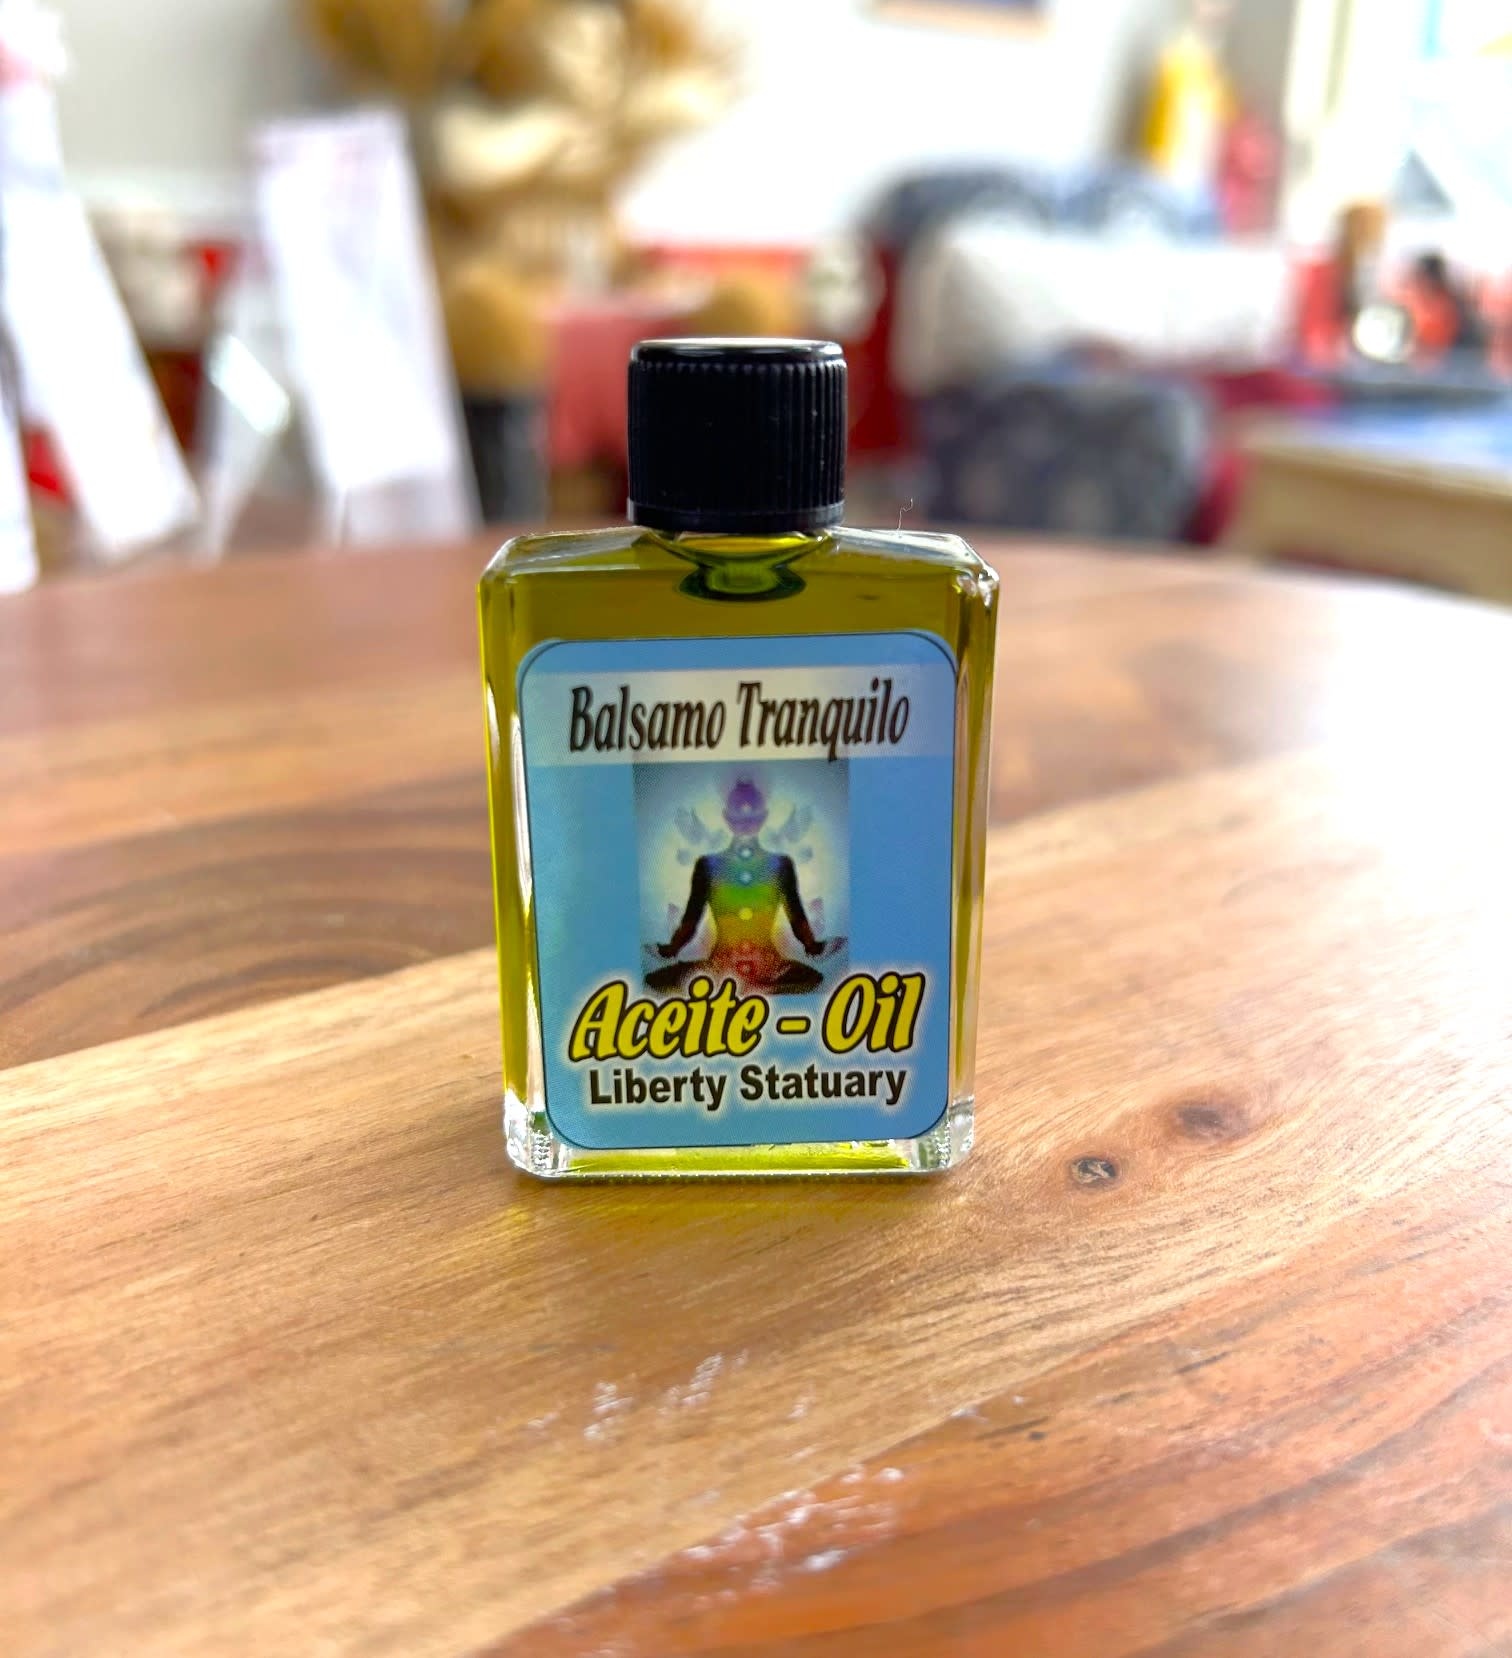 Balsamo Tranquilo
Aceite - Oil
Liberty Statuary